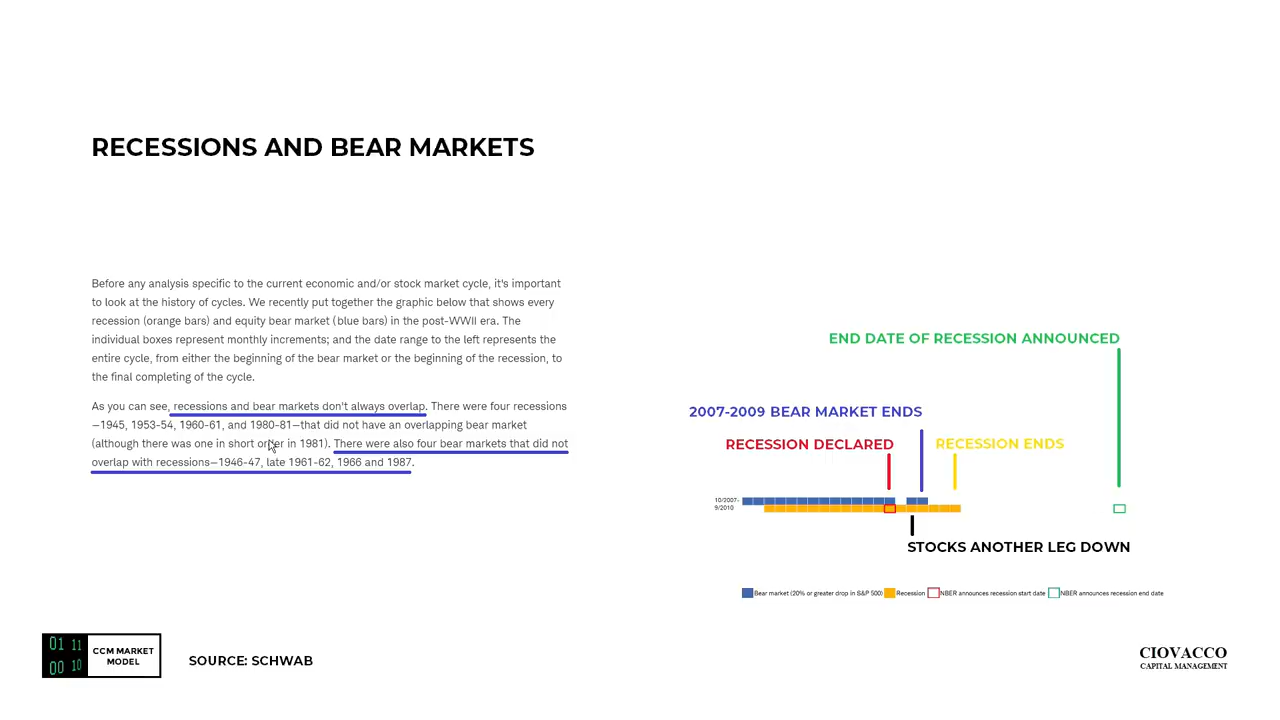 RECESSIONS AND BEAR MARKETS
Before any analysis specific to the current economic and/or stock market cycle, it's important
to look at the history of cycles. We recently put together the graphic below that shows every
recession (orange bars) and equity bear market (blue bars) in the post-WWII era. The
individual boxes represent monthly increments; and the date range to the left represents the
entire cycle, from either the beginning of the bear market or the beginning of the recession, to
the final completing of the cycle.
As you can see, recessions and bear markets don't always overlap. There were four recessions
—1945, 1953-54, 1960-61, and 1980-81—that did not have an overlapping bear market
(although there was one in short order in 1981). There were also four bear markets that did not
overlap with recessions—1946-47, late 1961-62, 1966 and 1987.
END DATE OF RECESSION ANNOUNCED
2007-2009 BEAR MARKET ENDS
RECESSION DECLARED
RECESSION ENDS
10/2007-
9/2010
STOCKS ANOTHER LEG DOWN
Bear market (20% or greater drop in S&P 500)
Recession
NBER announces recession start date
NBER announces recession end date
01 11
00 10
CCM MARKET
MODEL
SOURCE: SCHWAB
CIOVACCO
CAPITAL MANAGEMENT